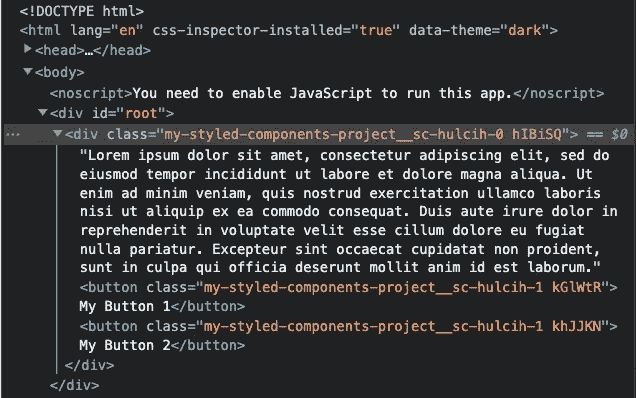 <!DOCTYPE html>
<html lang="en" css-inspector-installed="true" data-theme="dark">
<head>…</head>
<body>
<noscript>You need to enable JavaScript to run this app.</noscript>
<div id="root">
<div class="my-styled-components-project__sc-hulcih-0 hIBiSQ"> == $0
"Lorem ipsum dolor sit amet, consectetur adipiscing elit, sed do
eiusmod tempor incididunt ut labore et dolore magna aliqua. Ut
enim ad minim veniam, quis nostrud exercitation ullamco laboris
nisi ut aliquip ex ea commodo consequat. Duis aute irure dolor in
reprehenderit in voluptate velit esse cillum dolore eu fugiat
nulla pariatur. Excepteur sint occaecat cupidatat non proident,
sunt in culpa qui officia deserunt mollit anim id est laborum."
<button class="my-styled-components-project__sc-hulcih-1 kGlWtR">
My Button 1</button>
<button class="my-styled-components-project__sc-hulcih-1 khJJKN">
My Button 2</button>
</div>
</div>